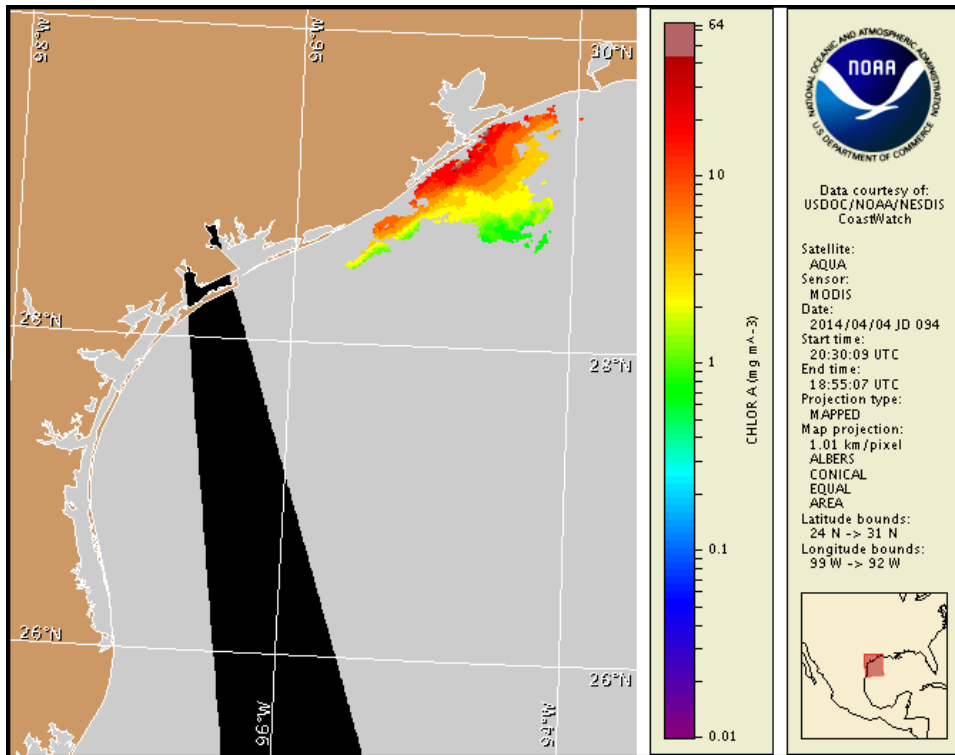 98°W
96°W
30°N
28°N
28°N
26°N
26°N
96°W
94°W
64
10
1
0.1
0.01
CHLOR A (mg m^-3)
NATIONAL OCEANIC AND ATMOSPHERIC ADMINISTRATION
NOAA
U.S. DEPARTMENT OF COMMERCE
Data courtesy of:
USDOC/NOAA/NESDIS
CoastWatch
Satellite:
AQUA
Sensor:
MODIS
Date:
2014/04/04 JD 094
Start time:
20:30:09 UTC
End time:
18:55:07 UTC
Projection type:
MAPPED
Map projection:
1.01 km/pixel
ALBERS
CONICAL
EQUAL
AREA
Latitude bounds:
24 N -> 31 N
Longitude bounds:
99 W -> 92 W